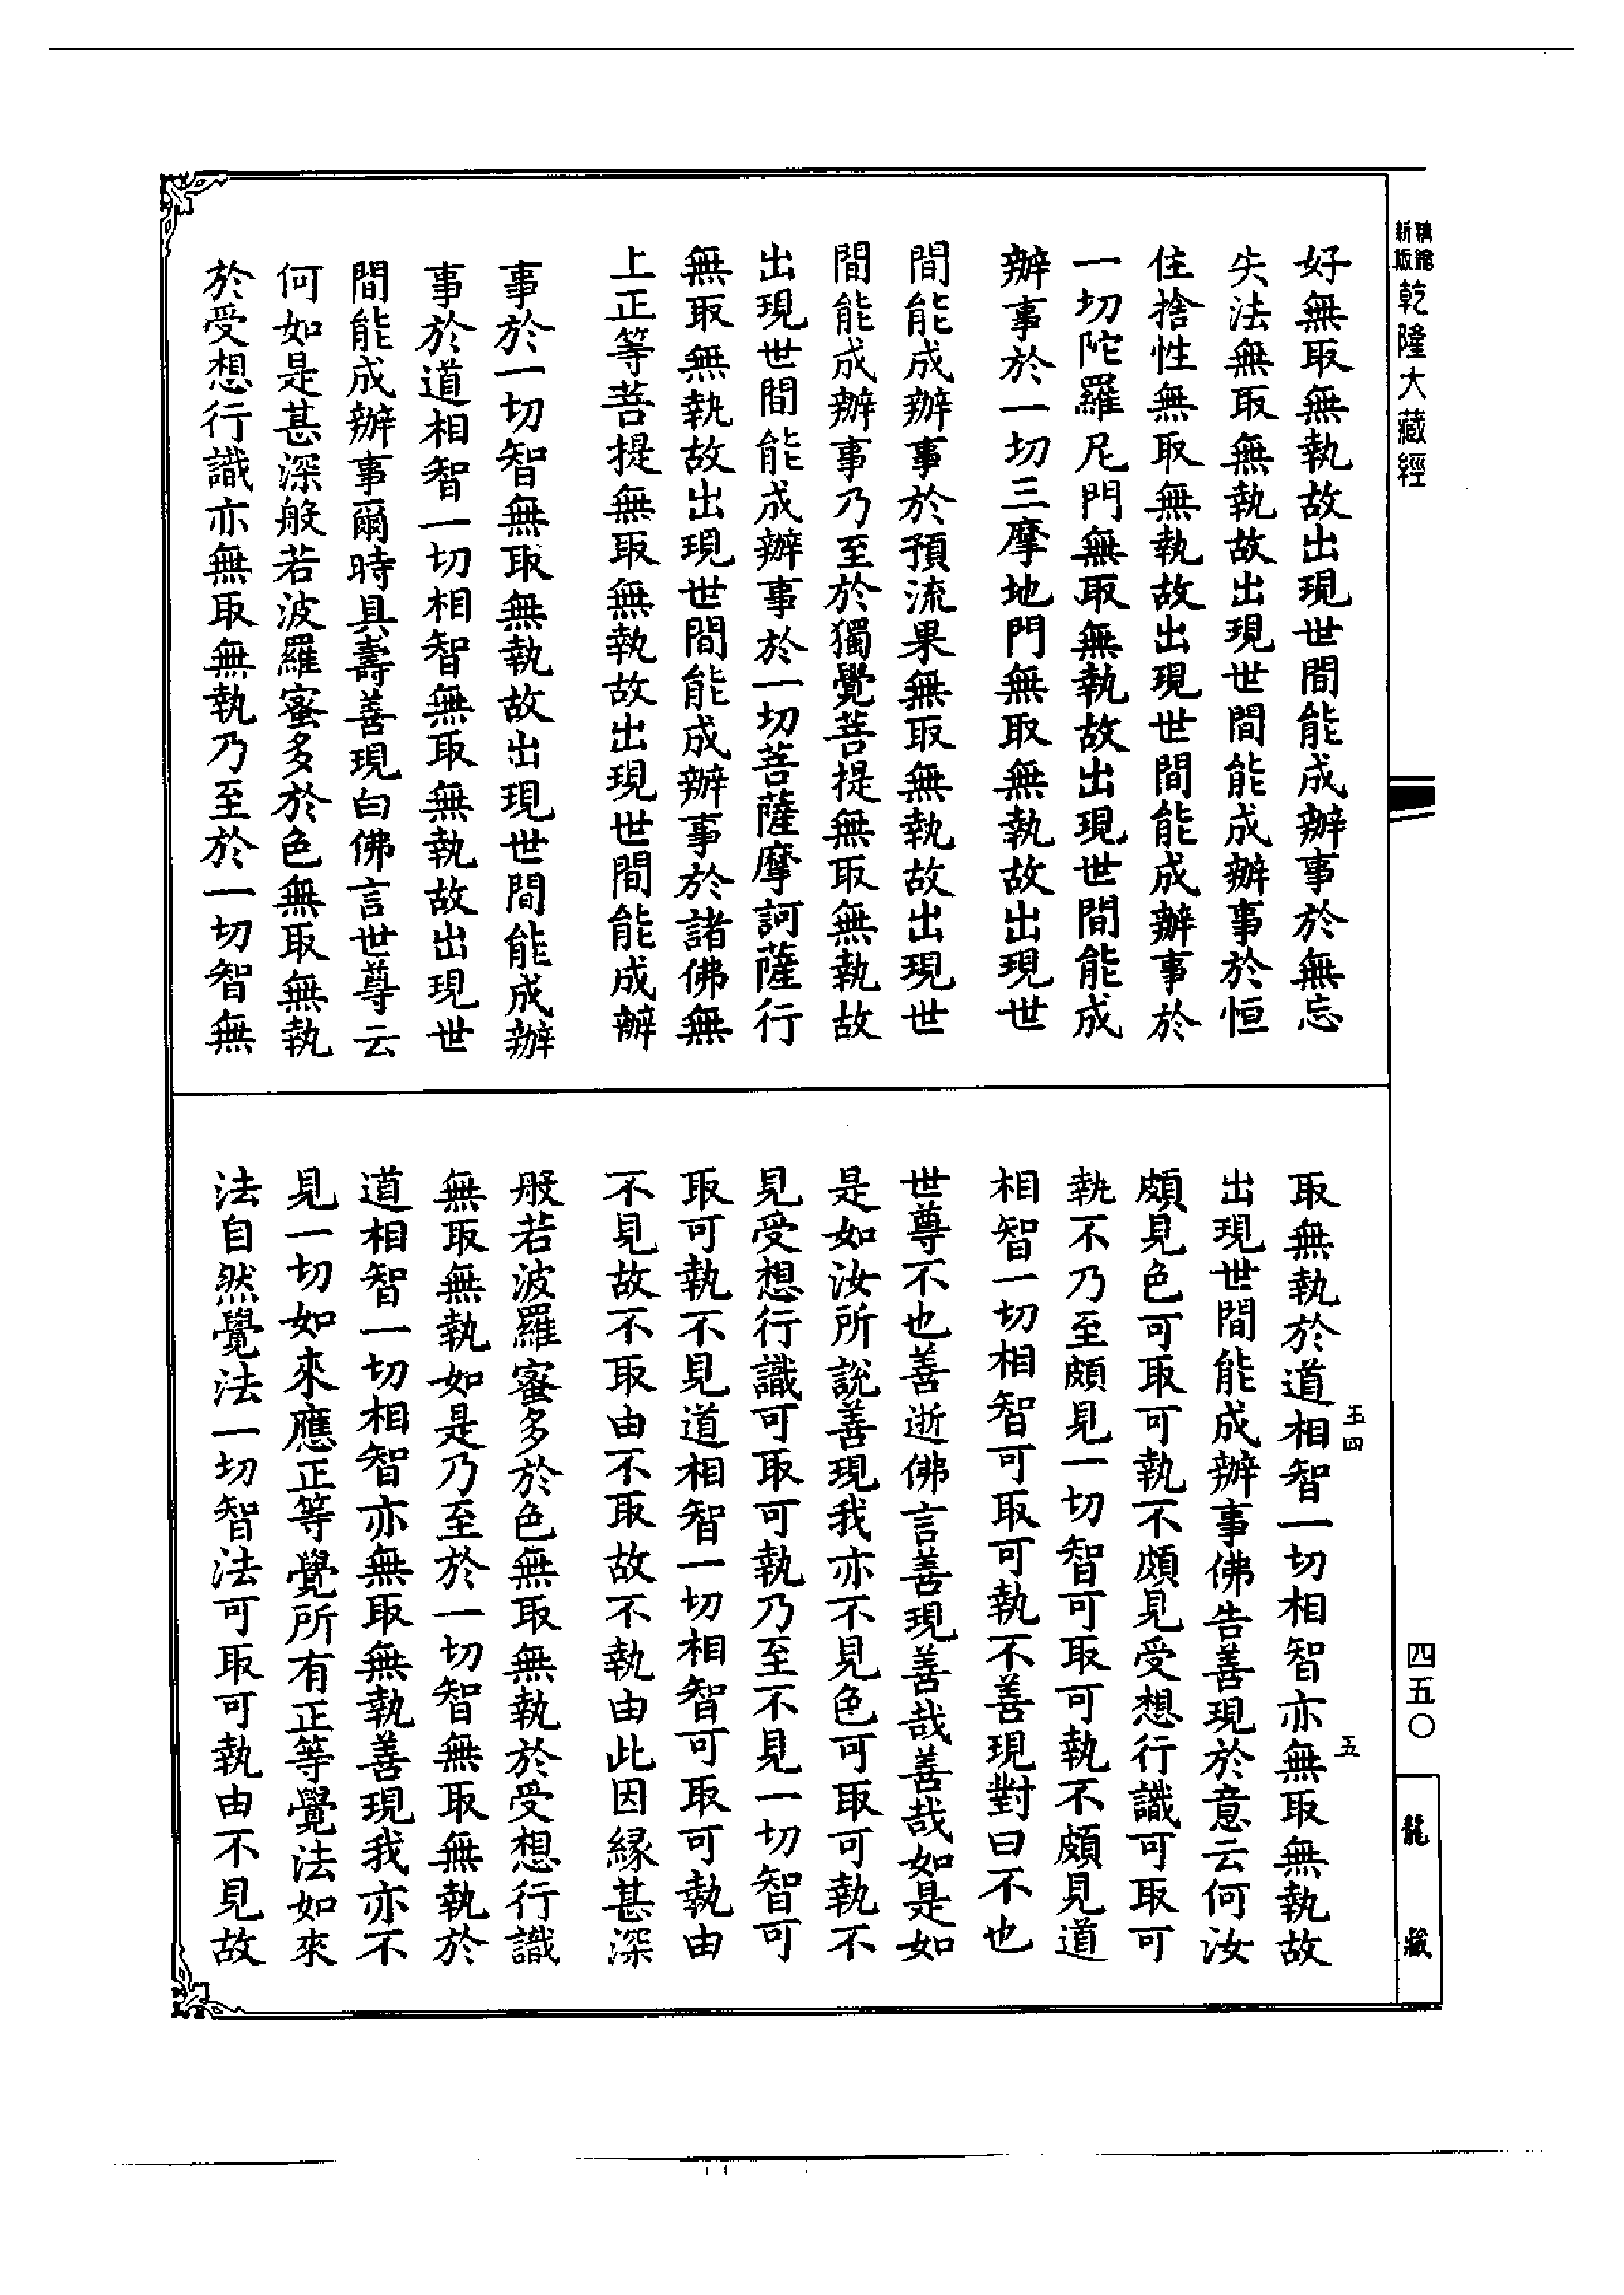 新版
乾隆大藏經
好無取無執故出現世間能成辦事於無忘
失法無取無執故出現世間能成辦事於恒
住捨性無取無執故出現世間能成辦事於
一切陀羅尼門無取無執故出現世間能成
辦事於一切三摩地門無取無執故出現世
間能成辦事於預流果無取無執故出現世
間能成辦事乃至於獨覺菩提無取無執故
出現世間能成辦事於一切菩薩摩訶薩行
無取無執故出現世間能成辦事於諸佛無
上正等菩提無取無執故出現世間能成辦
事於一切智無取無執故出現世間能成辦
事於道相智一切相智無取無執故出現世
間能成辦事爾時具壽善現白佛言世尊云
何如是甚深般若波羅蜜多於色無取無執
於受想行識亦無取無執乃至於一切智無
取無執於道相智一切相智亦無取無執故
出現世間能成辦事佛告善現於意云何汝
頗見色可取可執不頗見受想行識可取可
執不乃至頗見一切智可取可執不頗見道
相智一切相智可取可執不善現對曰不也
世尊不也善逝佛言善現善哉善哉如是如
是如汝所說善現我亦不見色可取可執不
見受想行識可取可執乃至不見一切智可
取可執不見道相智一切相智可取可執由
不見故不取由不取故不執由此因緣甚深
般若波羅蜜多於色無取無執於受想行識
無取無執如是乃至於一切智無取無執於
道相智一切相智亦無取無執善現我亦不
見一切如來應正等覺所有正等覺法如來
法自然覺法一切智法可取可執由不見故
五
四五〇
龍藏